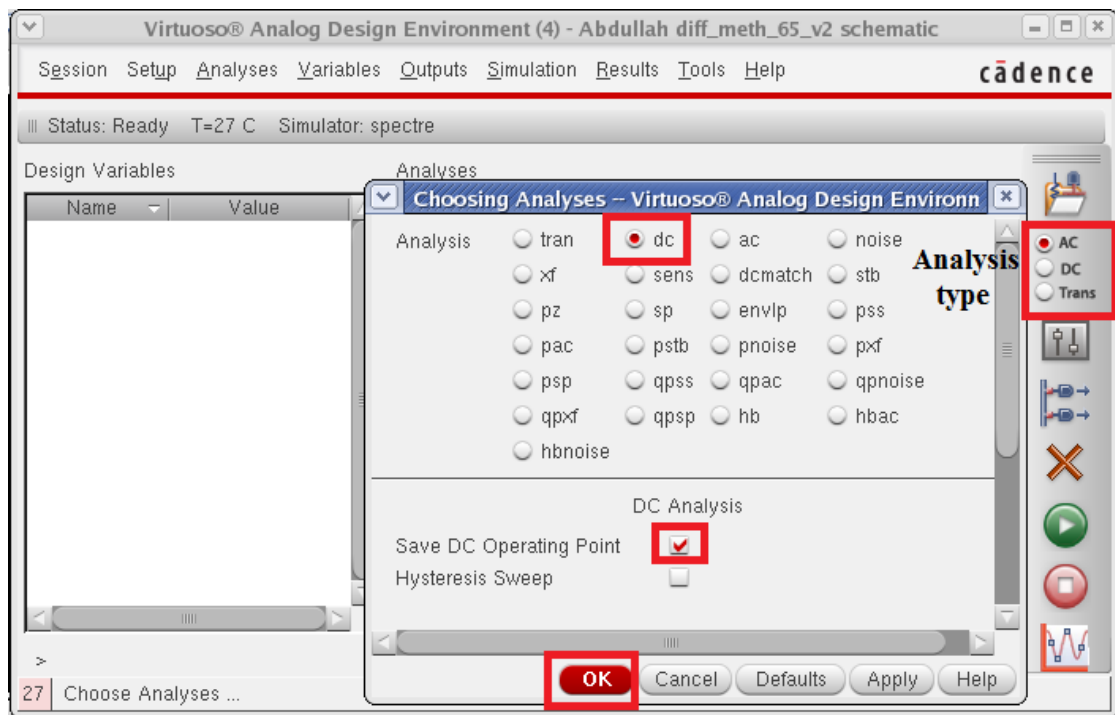 Virtuoso® Analog Design Environment (4) - Abdullah diff_meth_65_v2 schematic
Session Setup Analyses Variables Outputs Simulation Results Tools Help
cādence
Status: Ready T=27 C Simulator: spectre
Design Variables
Analyses
Name Value
Choosing Analyses -- Virtuoso® Analog Design Environn
Analysis
tran dc ac noise
xf sens dcmatch stb
pz sp envlp pss
pac pstb pnoise pxf
psp qpss qpac qpnoise
qpxf qpsp hb hbac
hbnoise
Analysis
type
AC
DC
Trans
DC Analysis
Save DC Operating Point
Hysteresis Sweep
OK Cancel Defaults Apply Help
>
27 Choose Analyses ...